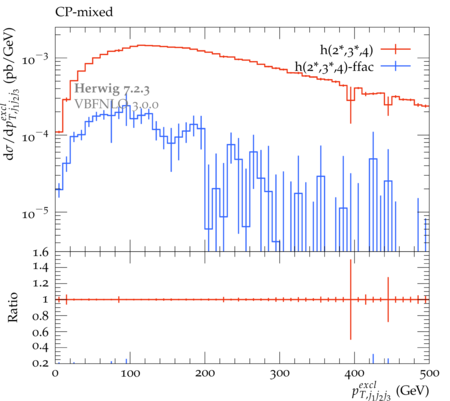 CP-mixed
dσ/dp^{excl}_{T,j1j2j3} (pb/GeV)
10⁻³
10⁻⁴
10⁻⁵
h(2*,3*,4)
h(2*,3*,4)-ffac
Herwig 7.2.3
VBFNLO 3.0.0
Ratio
1.6
1.4
1.2
1
0.8
0.6
0.4
0.2
0 100 200 300 400 500
p^{excl}_{T,j1j2j3} (GeV)